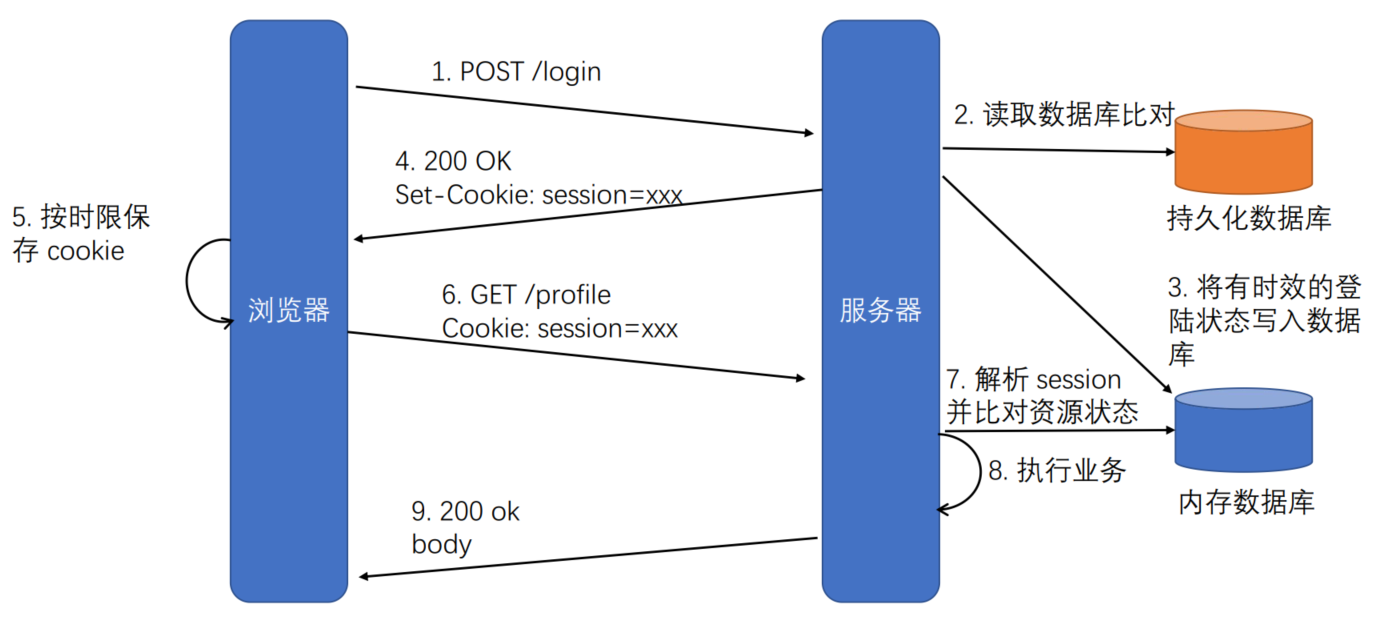 1. POST /login
2. 读取数据库比对
持久化数据库
3. 将有时效的登
陆状态写入数据
库
4. 200 OK
Set-Cookie: session=xxx
5. 按时限保
存 cookie
浏览器
服务器
6. GET /profile
Cookie: session=xxx
7. 解析 session
并比对资源状态
内存数据库
8. 执行业务
9. 200 ok
body